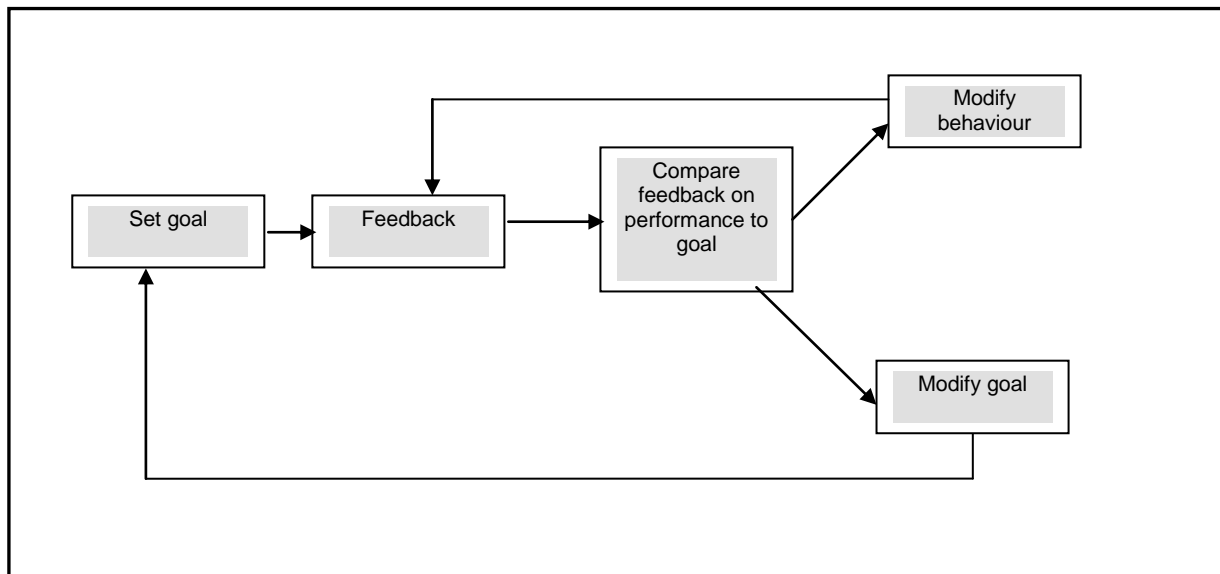 Set goal
Feedback
Compare
feedback on
performance to
goal
Modify
behaviour
Modify goal